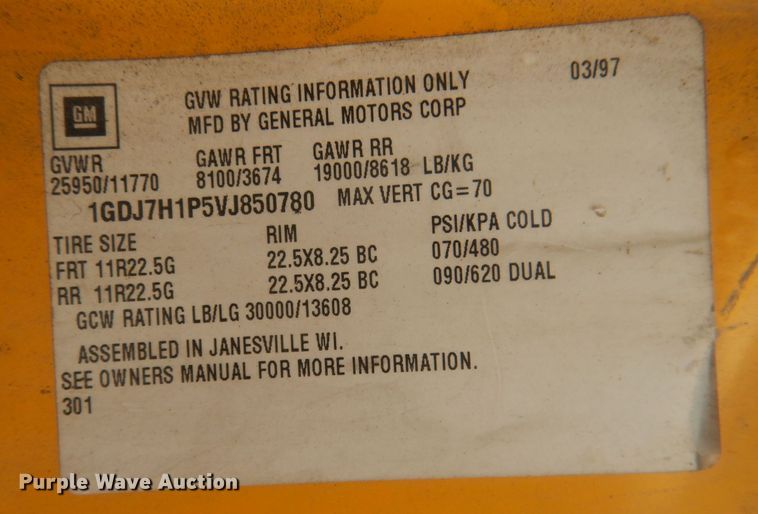 GVW RATING INFORMATION ONLY 03/97
GM MFD BY GENERAL MOTORS CORP
GVWR GAWR FRT GAWR RR
25950/11770 8100/3674 19000/8618 LB/KG
1GDJ7H1P5VJ850780 MAX VERT CG=70
TIRE SIZE RIM PSI/KPA COLD
FRT 11R22.5G 22.5X8.25 BC 070/480
RR 11R22.5G 22.5X8.25 BC 090/620 DUAL
GCW RATING LB/LG 30000/13608
ASSEMBLED IN JANESVILLE WI.
SEE OWNERS MANUAL FOR MORE INFORMATION.
301
Purple Wave Auction